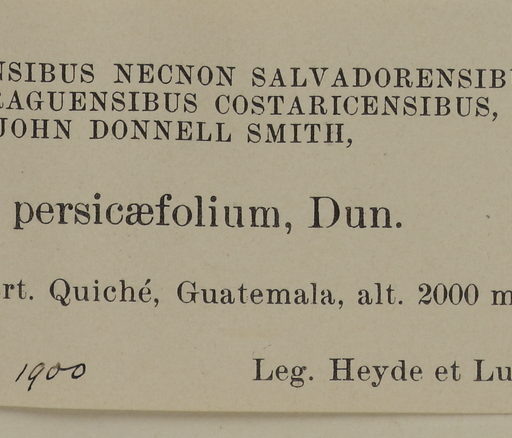 NSIBUS NECNON SALVADORENSIBU
RAGUENSIBUS COSTARICENSIBUS,
JOHN DONNELL SMITH,
persicæfolium, Dun.
rt. Quiché, Guatemala, alt. 2000 m
1900 Leg. Heyde et Lu